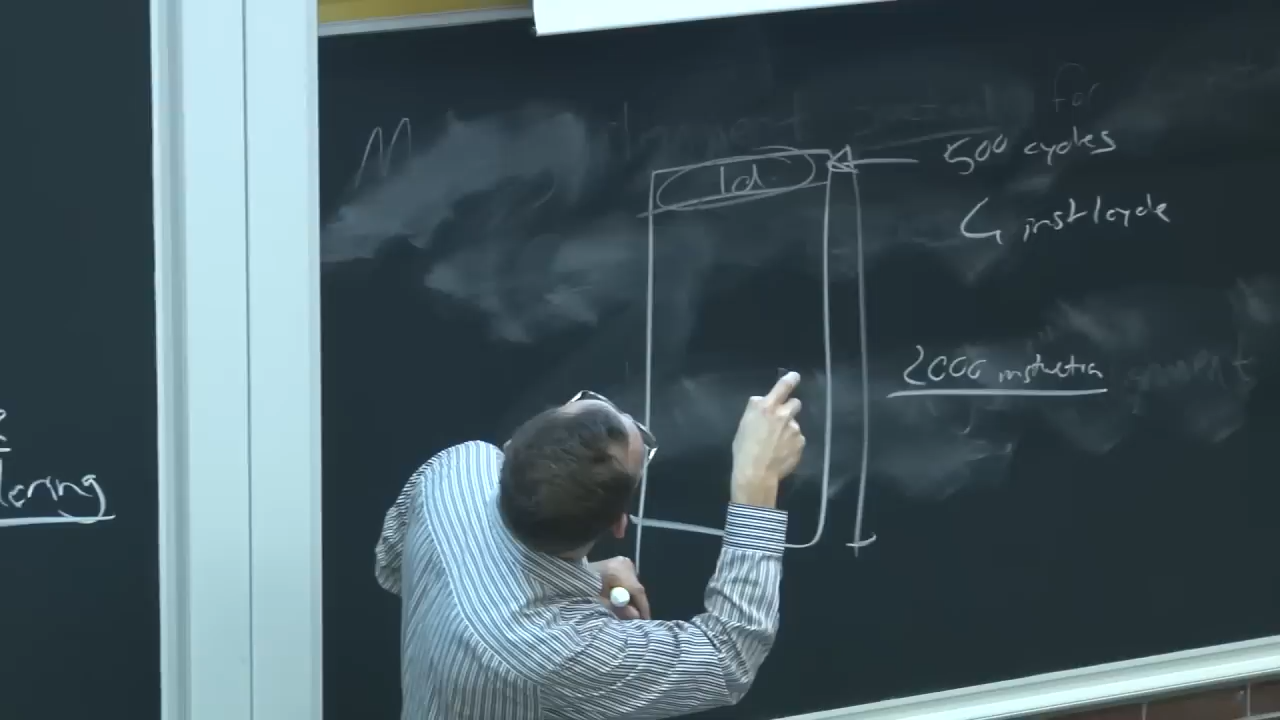 for
ld
500 cycles
4 inst/cycle
2000 instruction
lering